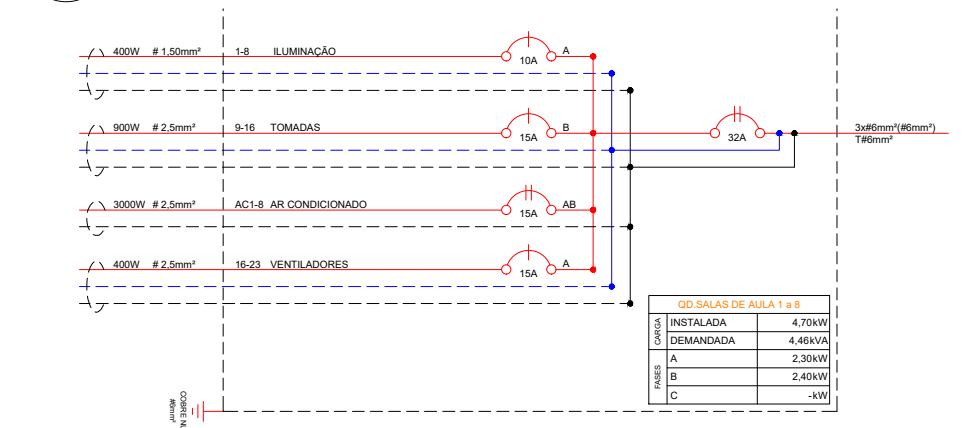 400W # 1,50mm² 1-8 ILUMINAÇÃO A
10A
900W # 2,5mm² 9-16 TOMADAS B
15A
32A
3x#6mm²(#6mm²)
T#6mm²
3000W # 2,5mm² AC1-8 AR CONDICIONADO AB
15A
400W # 2,5mm² 16-23 VENTILADORES A
15A
QD.SALAS DE AULA 1 a 8
CARGA
INSTALADA 4,70kW
DEMANDADA 4,46kVA
FASES
A 2,30kW
B 2,40kW
C -kW
COBRE NU
#6mm²